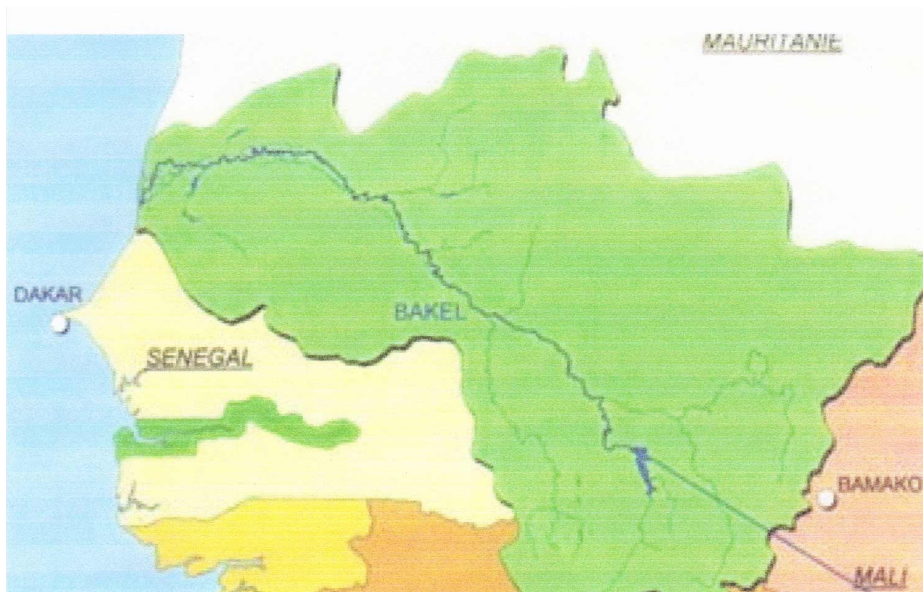 MAURITANIE
DAKAR
BAKEL
SENEGAL
BAMAKO
MALI